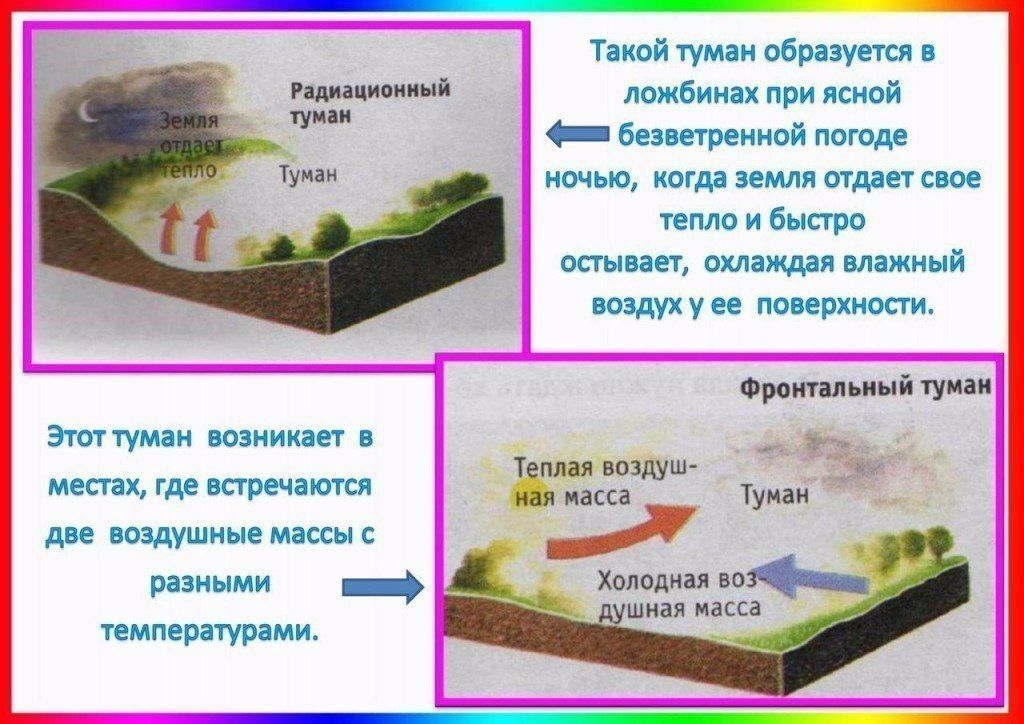 Радиационный
туман
Земля
отдает
тепло
Туман
Такой туман образуется в
ложбинах при ясной
безветренной погоде
ночью, когда земля отдает свое
тепло и быстро
остывает, охлаждая влажный
воздух у ее поверхности.
Этот туман возникает в
местах, где встречаются
две воздушные массы с
разными
температурами.
Фронтальный туман
Теплая воздуш-
ная масса
Туман
Холодная воз-
душная масса